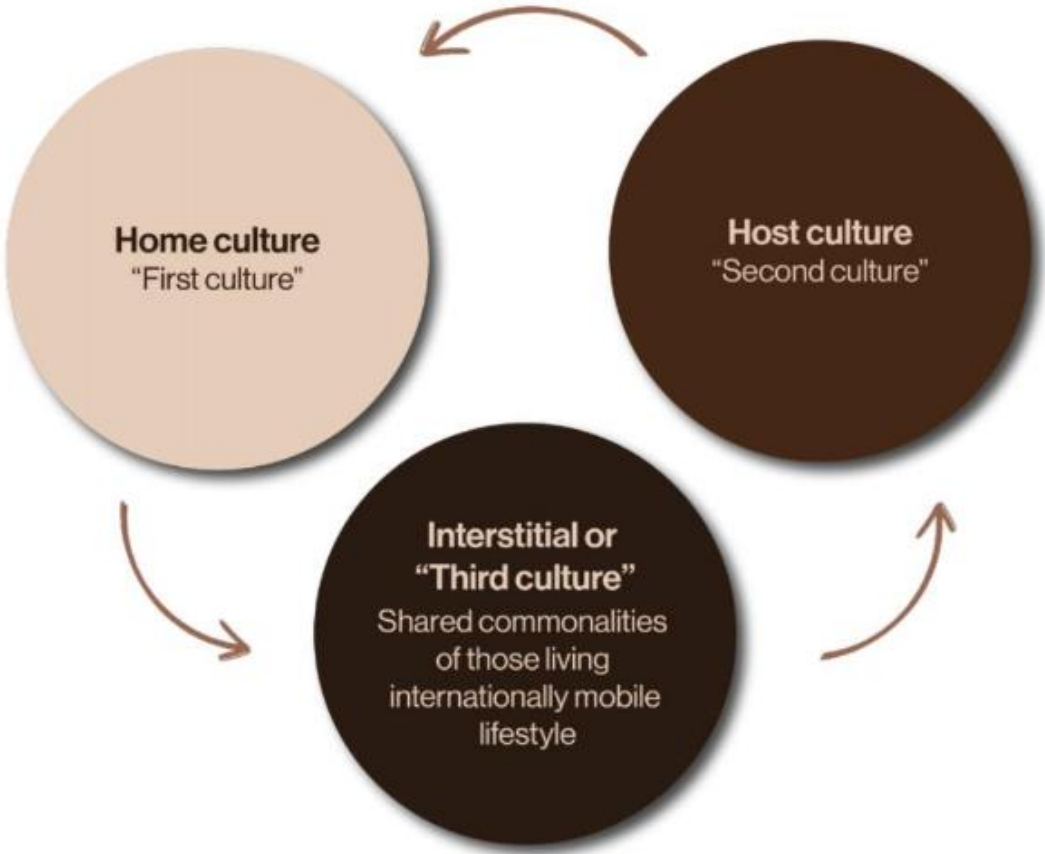 Home culture
“First culture”
Host culture
“Second culture”
Interstitial or
“Third culture”
Shared commonalities
of those living
internationally mobile
lifestyle